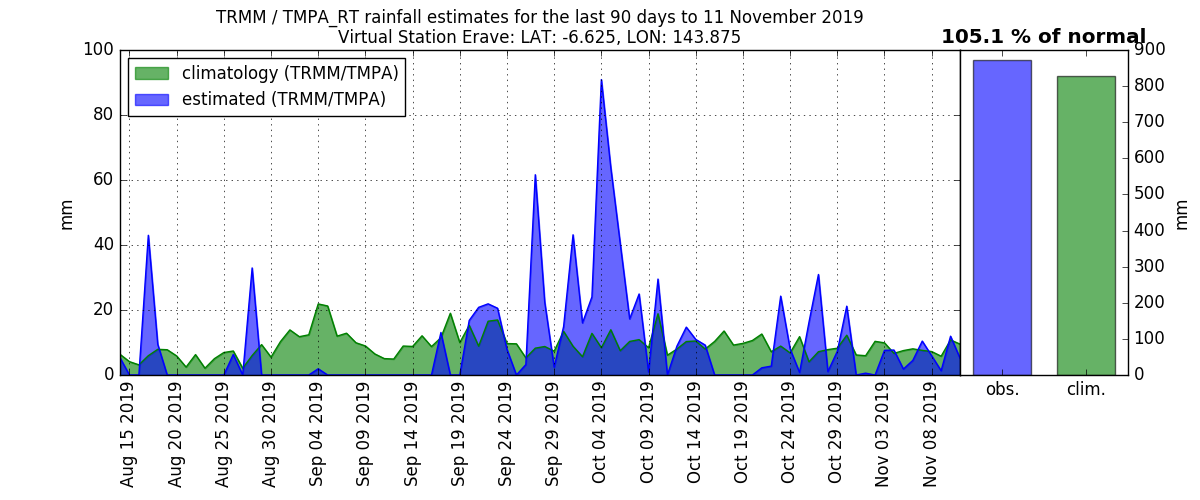 TRMM / TMPA_RT rainfall estimates for the last 90 days to 11 November 2019
Virtual Station Erave: LAT: -6.625, LON: 143.875
105.1 % of normal
climatology (TRMM/TMPA)
estimated (TRMM/TMPA)
100
80
60
40
20
0
mm
900
800
700
600
500
400
300
200
100
0
mm
Aug 15 2019
Aug 20 2019
Aug 25 2019
Aug 30 2019
Sep 04 2019
Sep 09 2019
Sep 14 2019
Sep 19 2019
Sep 24 2019
Sep 29 2019
Oct 04 2019
Oct 09 2019
Oct 14 2019
Oct 19 2019
Oct 24 2019
Oct 29 2019
Nov 03 2019
Nov 08 2019
obs.
clim.